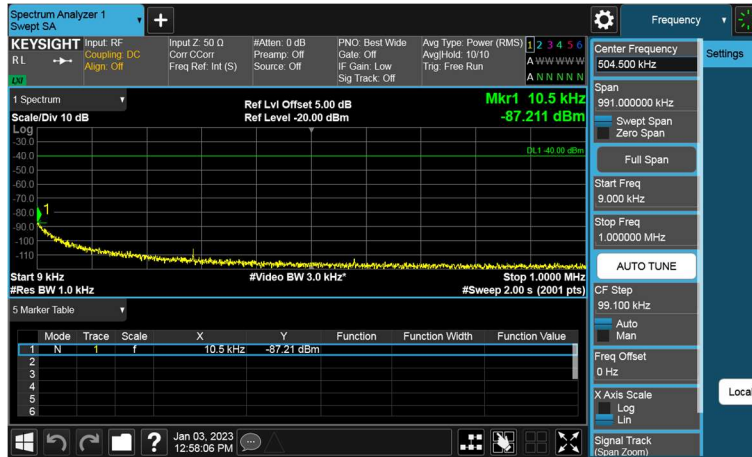 Spectrum Analyzer 1
Swept SA
+
Frequency
KEYSIGHT
RL
LXI
Input: RF
Coupling: DC
Align: Off
Input Z: 50 Ω
Corr CCorr
Freq Ref: Int (S)
#Atten: 0 dB
Preamp: Off
Source: Off
PNO: Best Wide
Gate: Off
IF Gain: Low
Sig Track: Off
Avg Type: Power (RMS)
Avg|Hold: 10/10
Trig: Free Run
1 2 3 4 5 6
A W W W W W
A N N N N N
1 Spectrum
Scale/Div 10 dB
Ref Lvl Offset 5.00 dB
Ref Level -20.00 dBm
Mkr1 10.5 kHz
-87.211 dBm
Log
-30.0
-40.0
-50.0
-60.0
-70.0
-80.0
-90.0
-100
-110
DL1 -40.00 dBm
1
Start 9 kHz
#Res BW 1.0 kHz
#Video BW 3.0 kHz*
Stop 1.0000 MHz
#Sweep 2.00 s (2001 pts)
5 Marker Table
Mode Trace Scale X Y Function Function Width Function Value
1 N 1 f 10.5 kHz -87.21 dBm
2
3
4
5
6
Jan 03, 2023
12:58:06 PM
Center Frequency
504.500 kHz
Settings
Span
991.000000 kHz
Swept Span
Zero Span
Full Span
Start Freq
9.000 kHz
Stop Freq
1.000000 MHz
AUTO TUNE
CF Step
99.100 kHz
Auto
Man
Freq Offset
0 Hz
X Axis Scale
Log
Lin
Local
Signal Track
(Span Zoom)